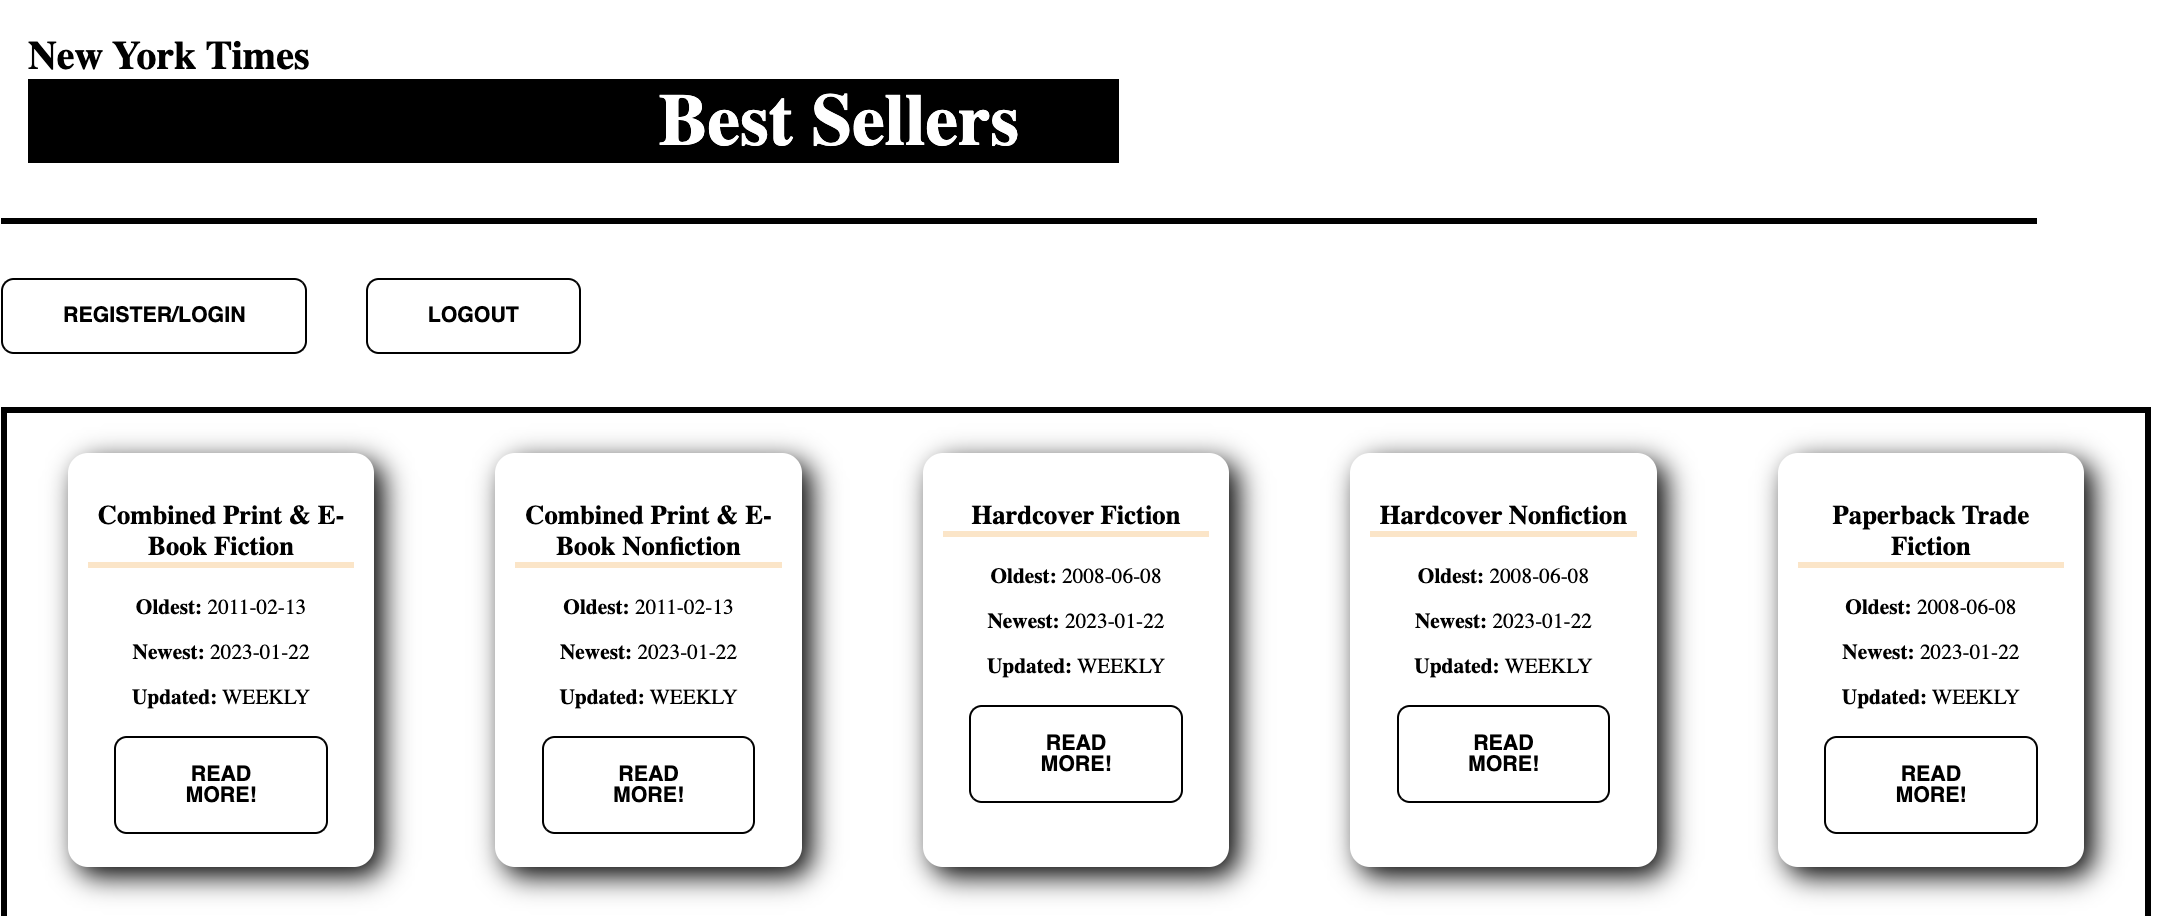 New York Times
Best Sellers
REGISTER/LOGIN
LOGOUT
Combined Print & E-
Book Fiction
Oldest: 2011-02-13
Newest: 2023-01-22
Updated: WEEKLY
READ
MORE!
Combined Print & E-
Book Nonfiction
Oldest: 2011-02-13
Newest: 2023-01-22
Updated: WEEKLY
READ
MORE!
Hardcover Fiction
Oldest: 2008-06-08
Newest: 2023-01-22
Updated: WEEKLY
READ
MORE!
Hardcover Nonfiction
Oldest: 2008-06-08
Newest: 2023-01-22
Updated: WEEKLY
READ
MORE!
Paperback Trade
Fiction
Oldest: 2008-06-08
Newest: 2023-01-22
Updated: WEEKLY
READ
MORE!